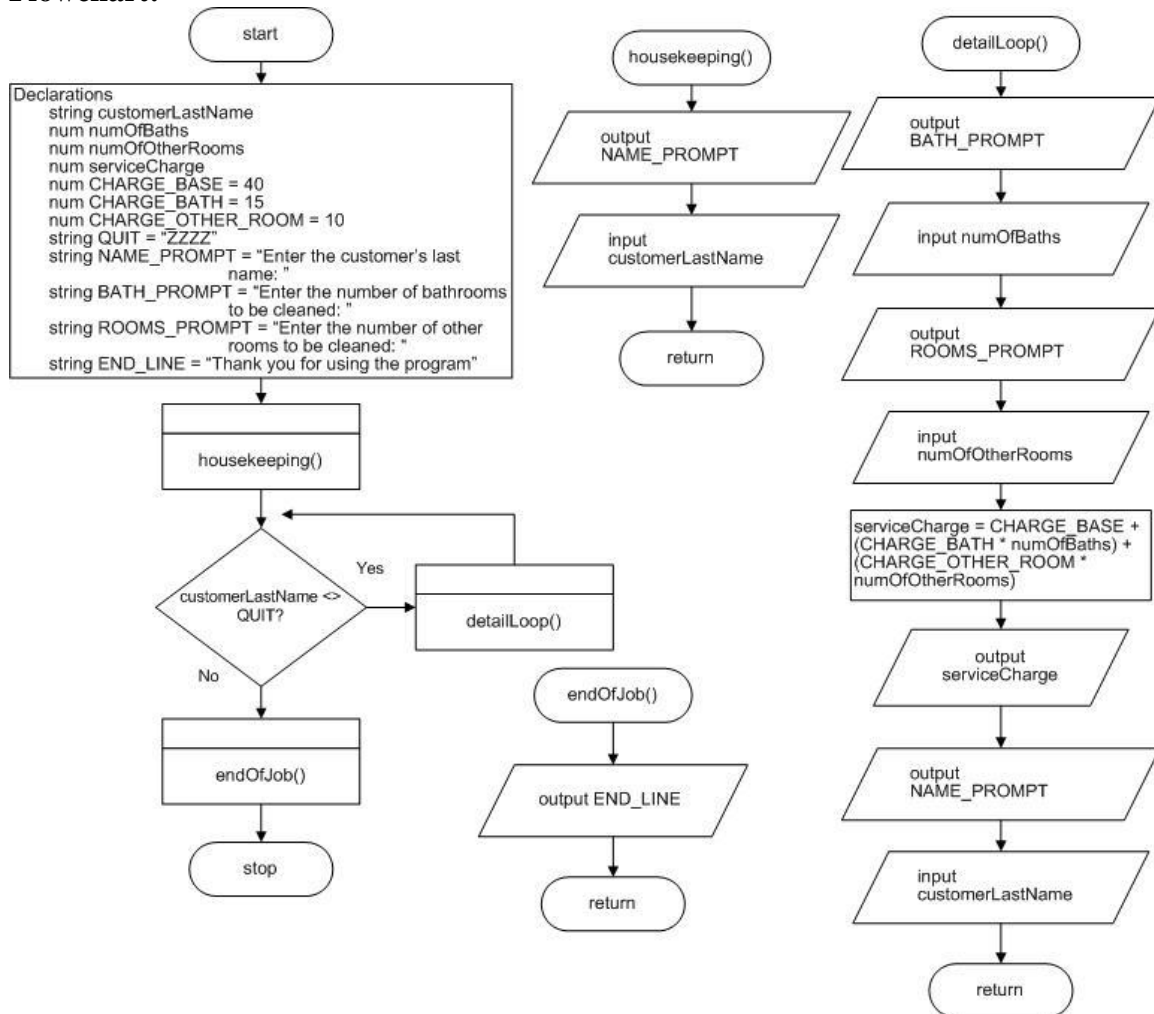 start
Declarations
string customerLastName
num numOfBaths
num numOfOtherRooms
num serviceCharge
num CHARGE_BASE = 40
num CHARGE_BATH = 15
num CHARGE_OTHER_ROOM = 10
string QUIT = "ZZZZ"
string NAME_PROMPT = “Enter the customer’s last
name: ”
string BATH_PROMPT = “Enter the number of bathrooms
to be cleaned: ”
string ROOMS_PROMPT = “Enter the number of other
rooms to be cleaned: ”
string END_LINE = “Thank you for using the program”
housekeeping()
customerLastName <>
QUIT?
Yes
detailLoop()
No
endOfJob()
stop
housekeeping()
output
NAME_PROMPT
input
customerLastName
return
endOfJob()
output END_LINE
return
detailLoop()
output
BATH_PROMPT
input numOfBaths
output
ROOMS_PROMPT
input
numOfOtherRooms
serviceCharge = CHARGE_BASE +
(CHARGE_BATH * numOfBaths) +
(CHARGE_OTHER_ROOM *
numOfOtherRooms)
output
serviceCharge
output
NAME_PROMPT
input
customerLastName
return